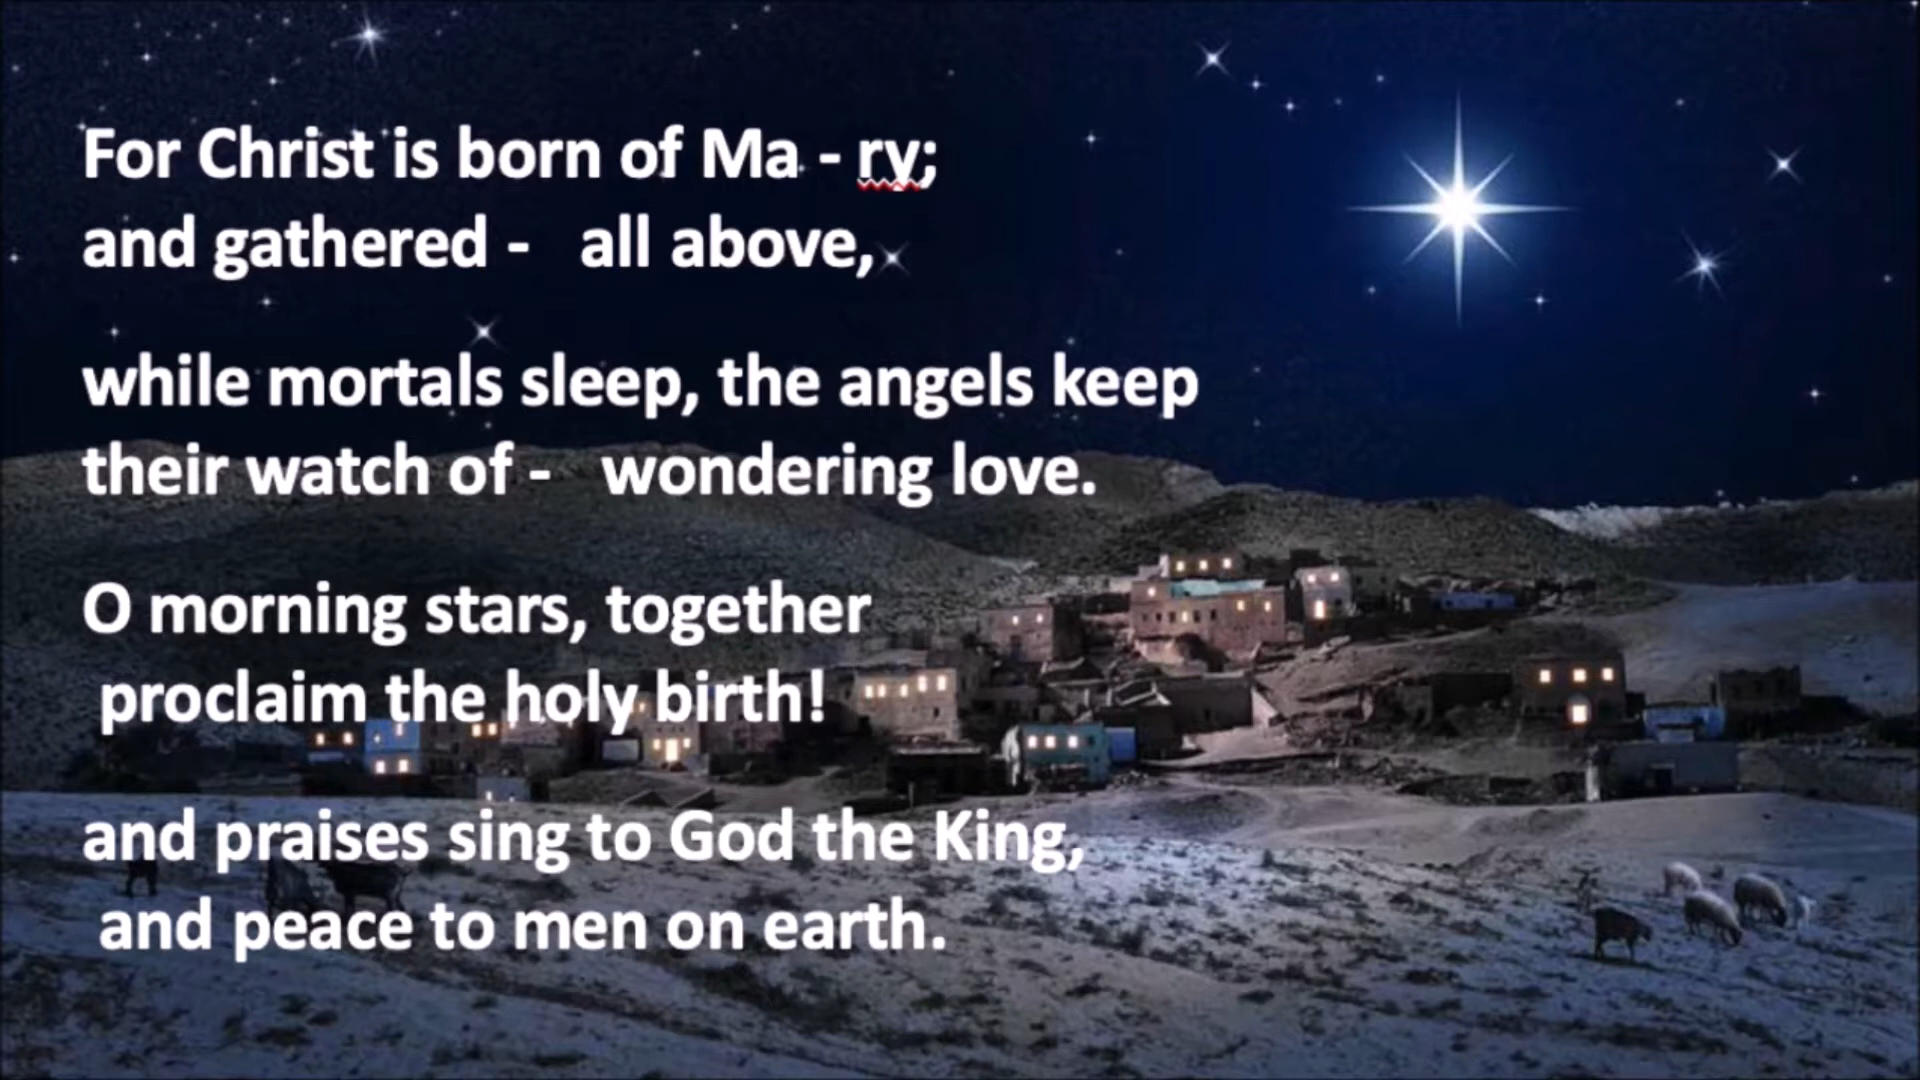 For Christ is born of Ma - ry;
and gathered -   all above,
while mortals sleep, the angels keep
their watch of -   wondering love.
O morning stars, together
proclaim the holy birth!
and praises sing to God the King,
and peace to men on earth.